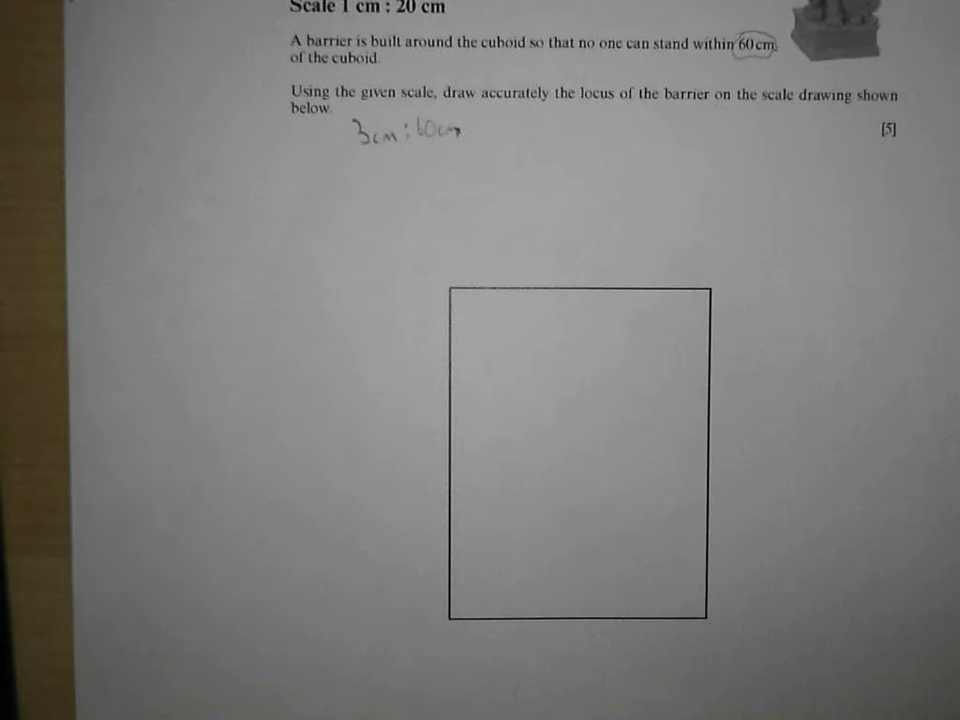 Scale 1 cm : 20 cm
A barrier is built around the cuboid so that no one can stand within 60cm
of the cuboid.
Using the given scale, draw accurately the locus of the barrier on the scale drawing shown
below.
3cm : 60cm
[5]